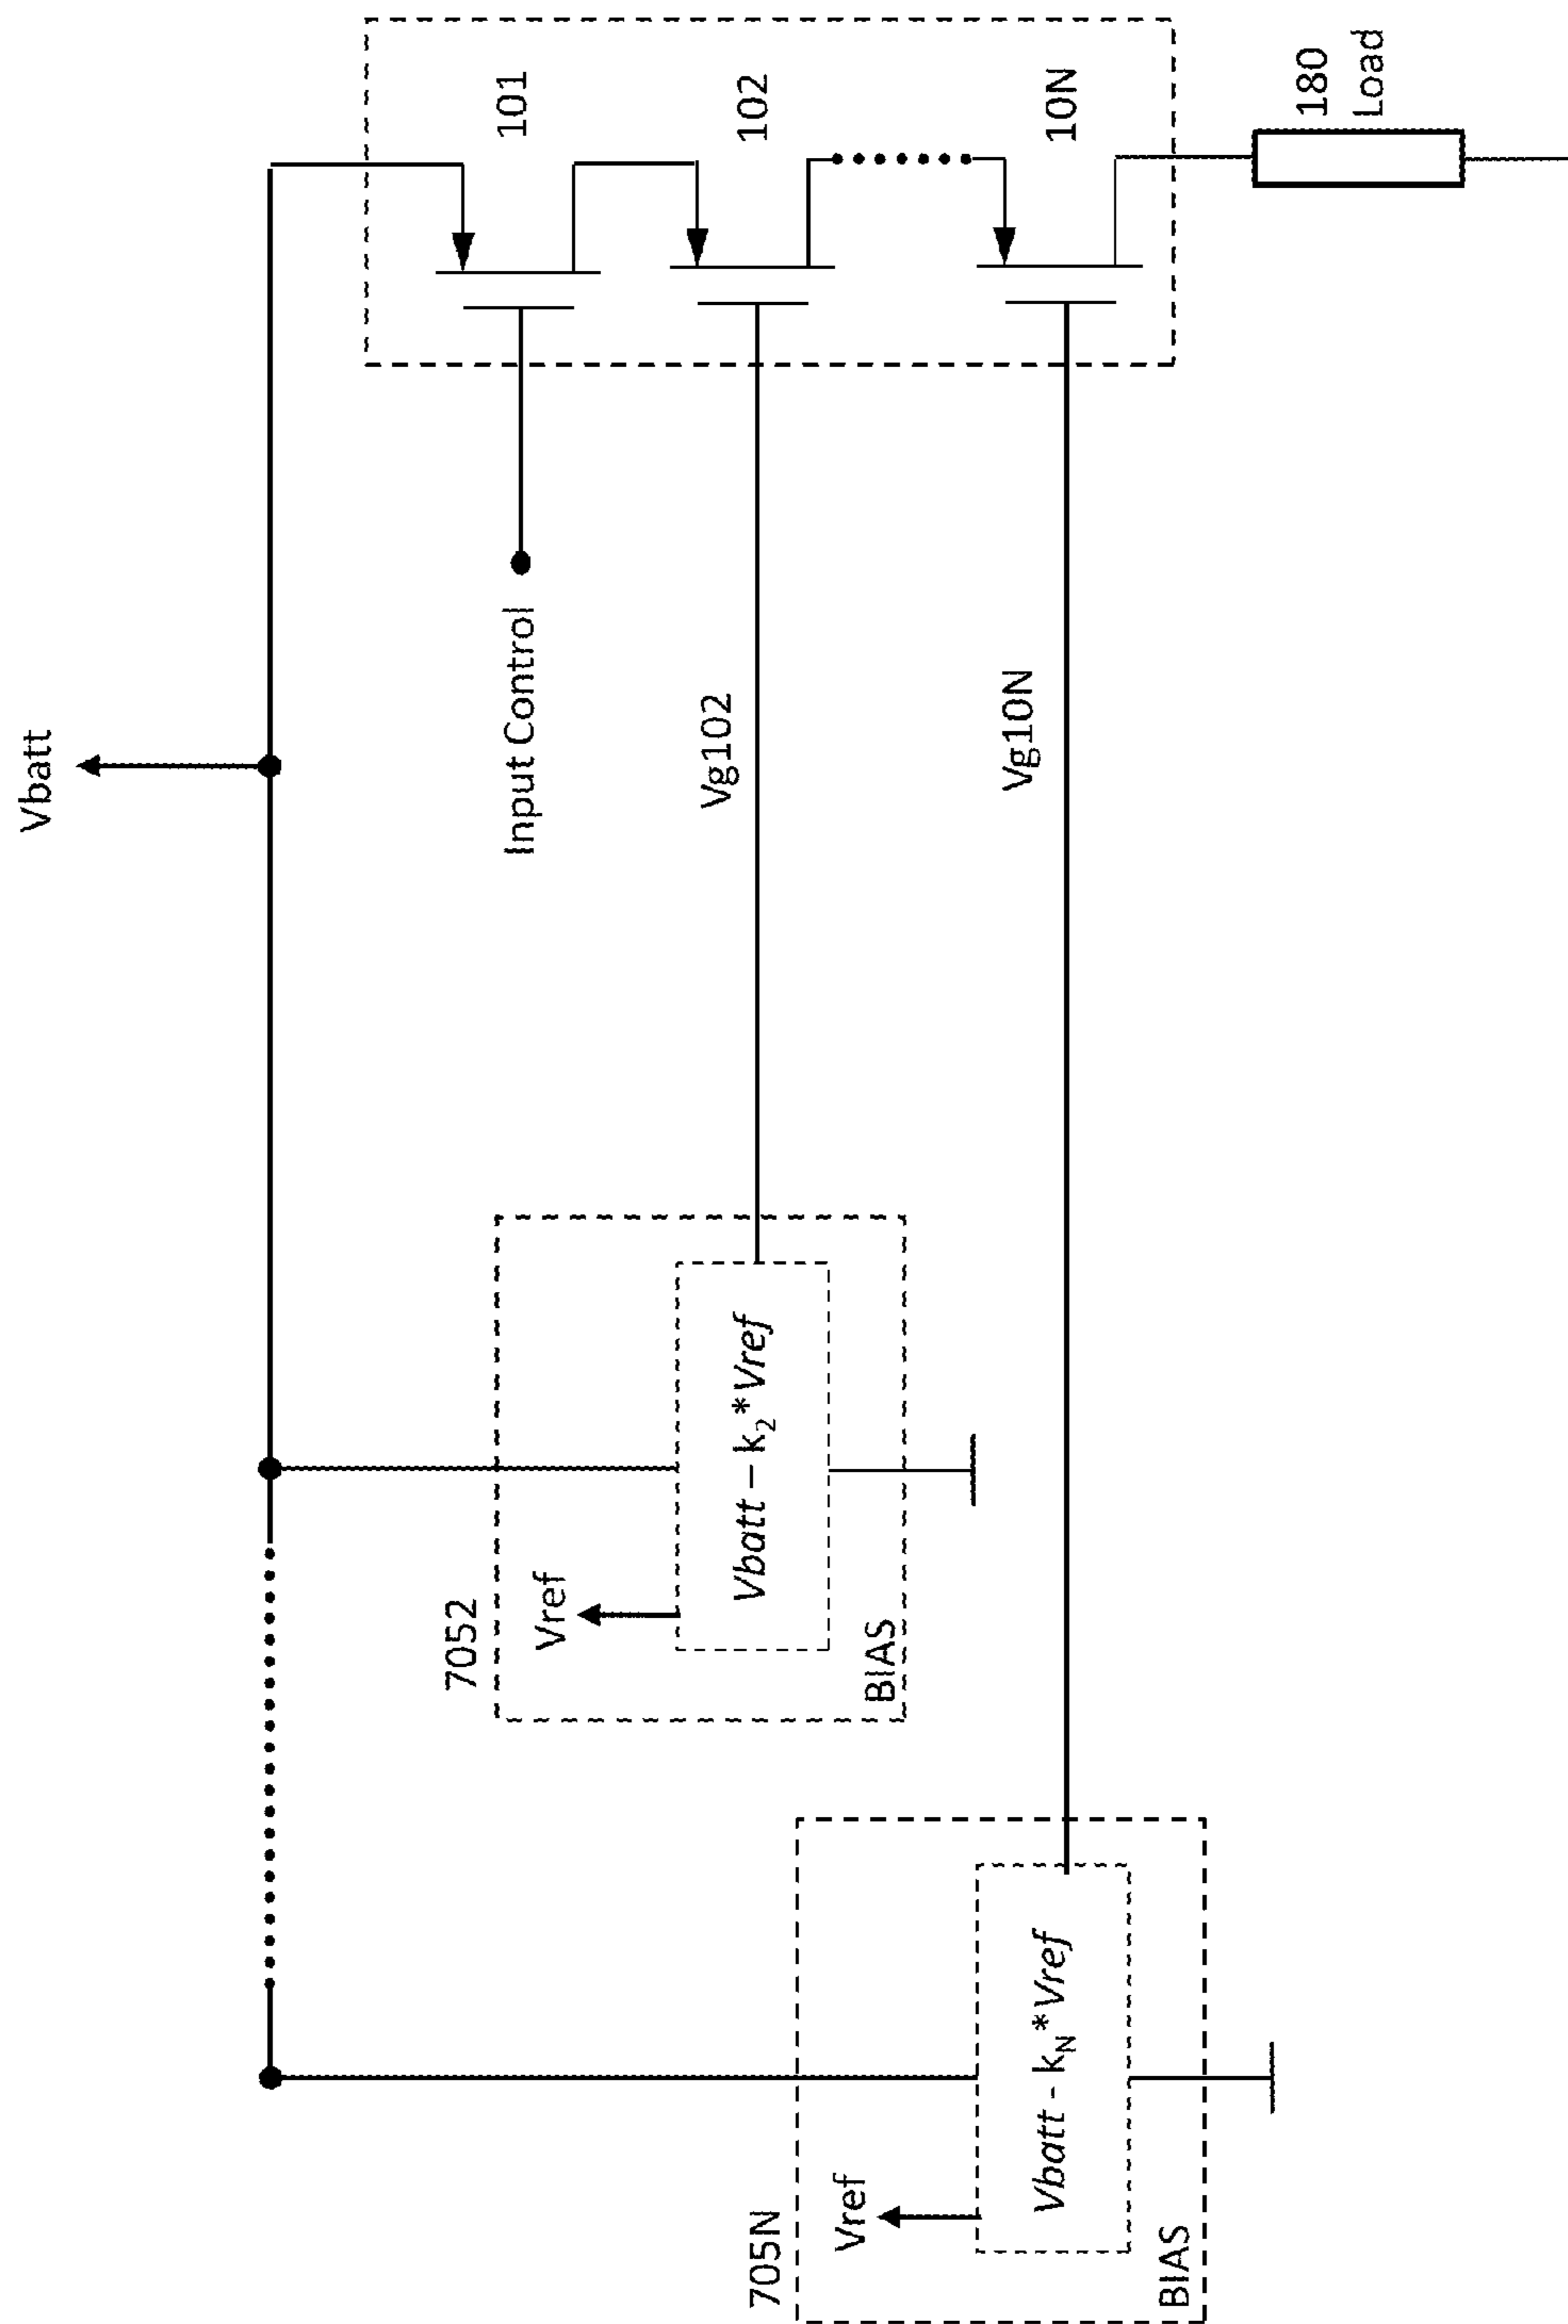 Vbatt
101
Input Control
102
Vg102
10N
Vg10N
180
Load
7052
Vref
Vbatt – k₂*Vref
BIAS
705N
Vref
Vbatt - kN*Vref
BIAS